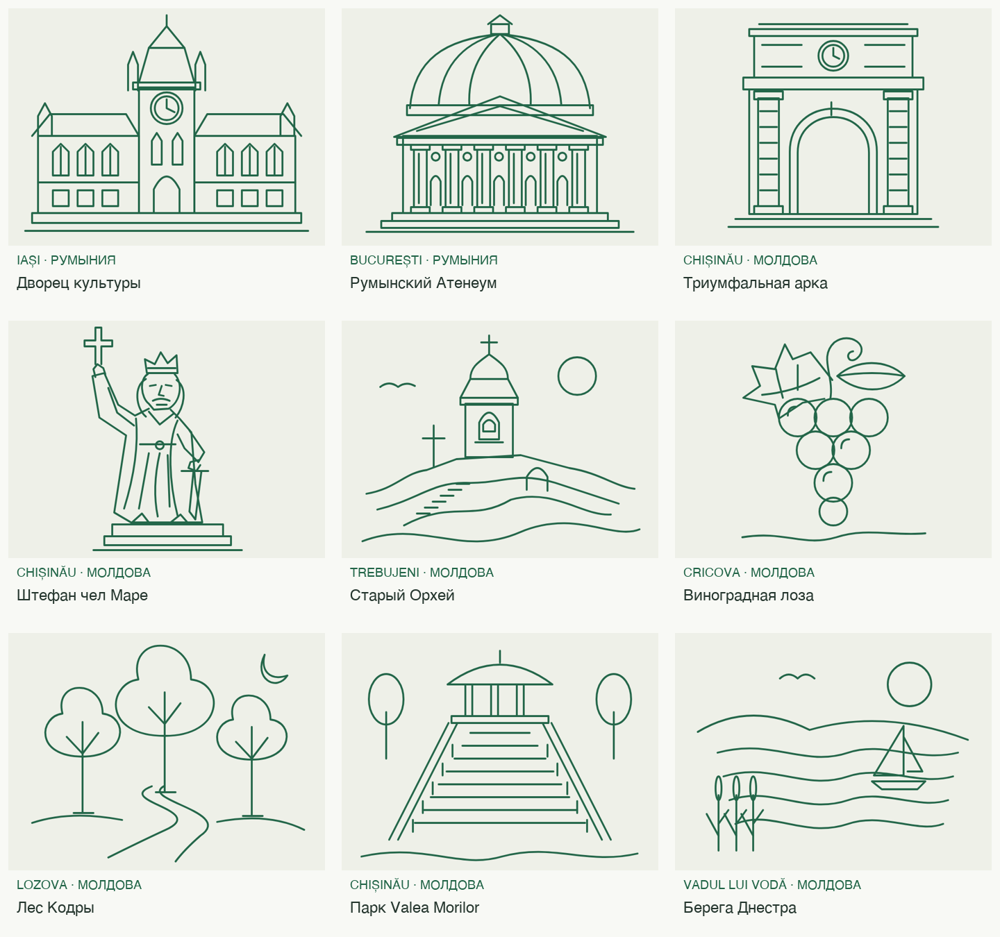 IAȘI · РУМЫНИЯ
Дворец культуры
BUCUREȘTI · РУМЫНИЯ
Румынский Атенеум
CHIȘINĂU · МОЛДОВА
Триумфальная арка
CHIȘINĂU · МОЛДОВА
Штефан чел Маре
TREBUJENI · МОЛДОВА
Старый Орхей
CRICOVA · МОЛДОВА
Виноградная лоза
LOZOVA · МОЛДОВА
Лес Кодры
CHIȘINĂU · МОЛДОВА
Парк Valea Morilor
VADUL LUI VODĂ · МОЛДОВА
Берега Днестра